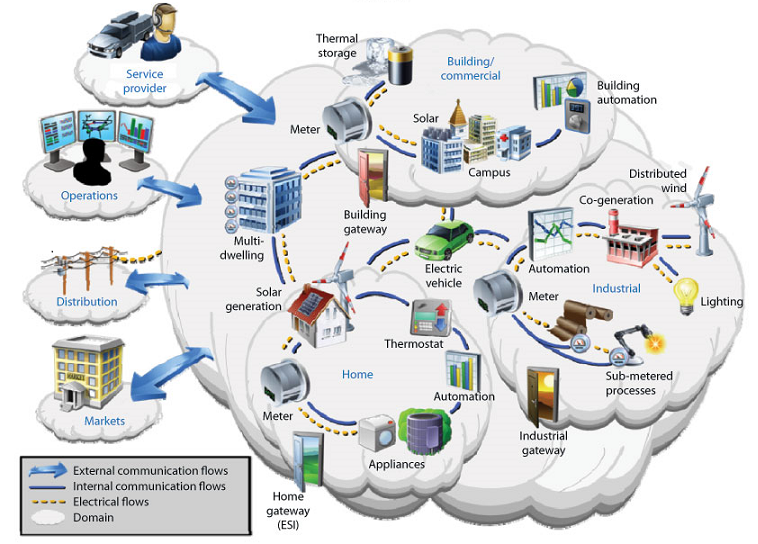 Service
provider
Operations
Distribution
Markets
MARKET
Thermal
storage
Building/
commercial
Building
automation
Meter
Solar
Campus
Building
gateway
Multi-
dwelling
Electric
vehicle
Solar
generation
Distributed
wind
Co-generation
Automation
Industrial
Meter
Lighting
Sub-metered
processes
Industrial
gateway
Thermostat
Home
Automation
Meter
Appliances
Home
gateway
(ESI)
External communication flows
Internal communication flows
Electrical flows
Domain